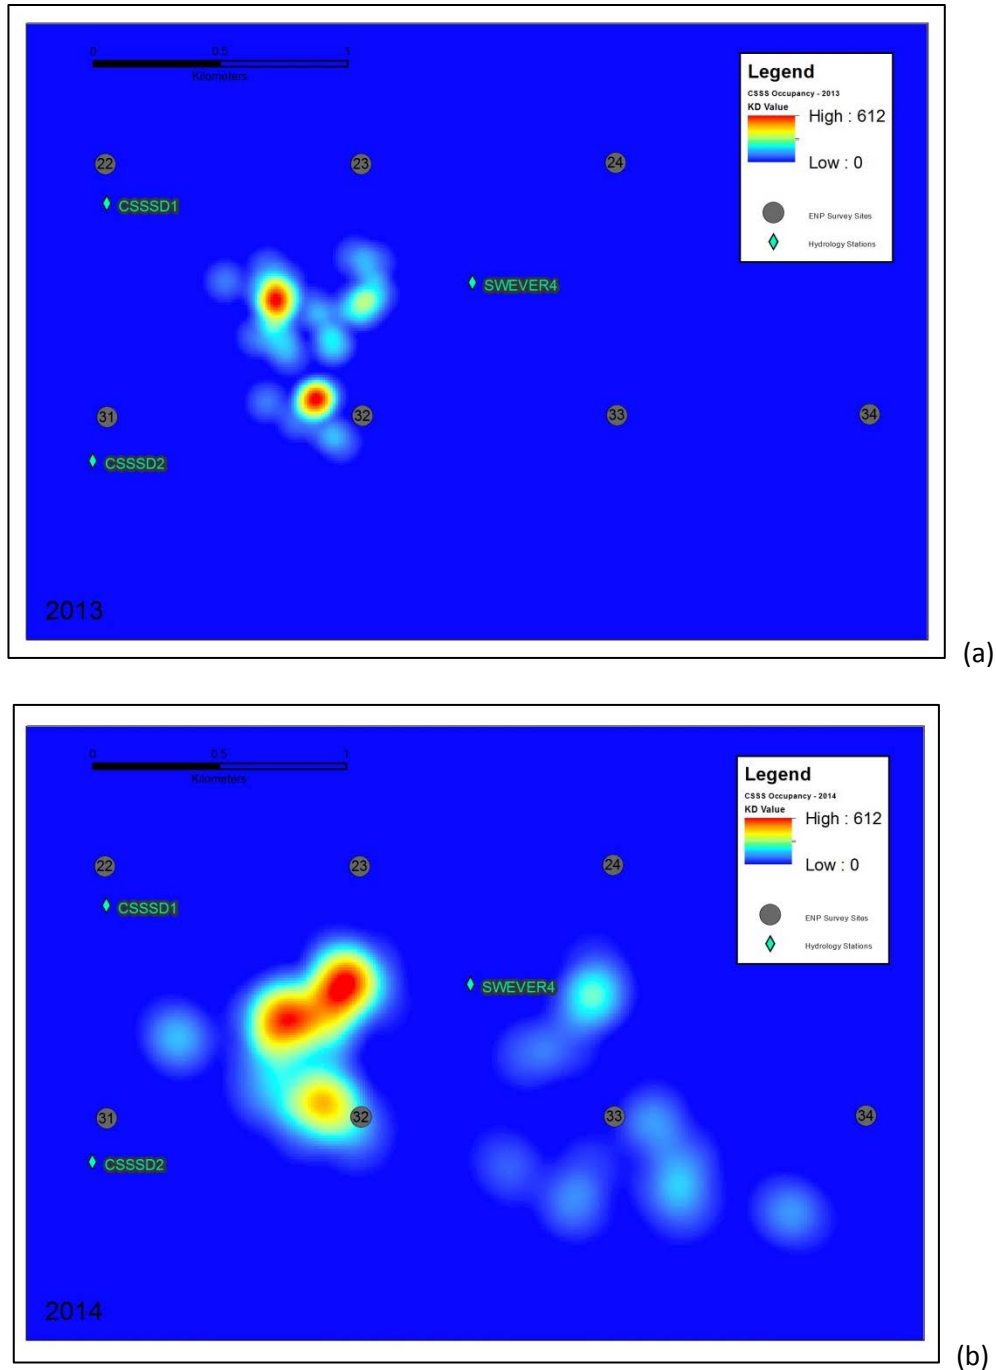 0 0.5 1
Kilometers
Legend
CSSS Occupancy - 2013
KD Value
High : 612
Low : 0
ENP Survey Sites
Hydrology Stations
22 23 24
CSSSD1
SWEVER4
31 32 33 34
CSSSD2
2013
(a)
0 0.5 1
Kilometers
Legend
CSSS Occupancy - 2014
KD Value
High : 612
Low : 0
ENP Survey Sites
Hydrology Stations
22 23 24
CSSSD1
SWEVER4
31 32 33 34
CSSSD2
2014
(b)